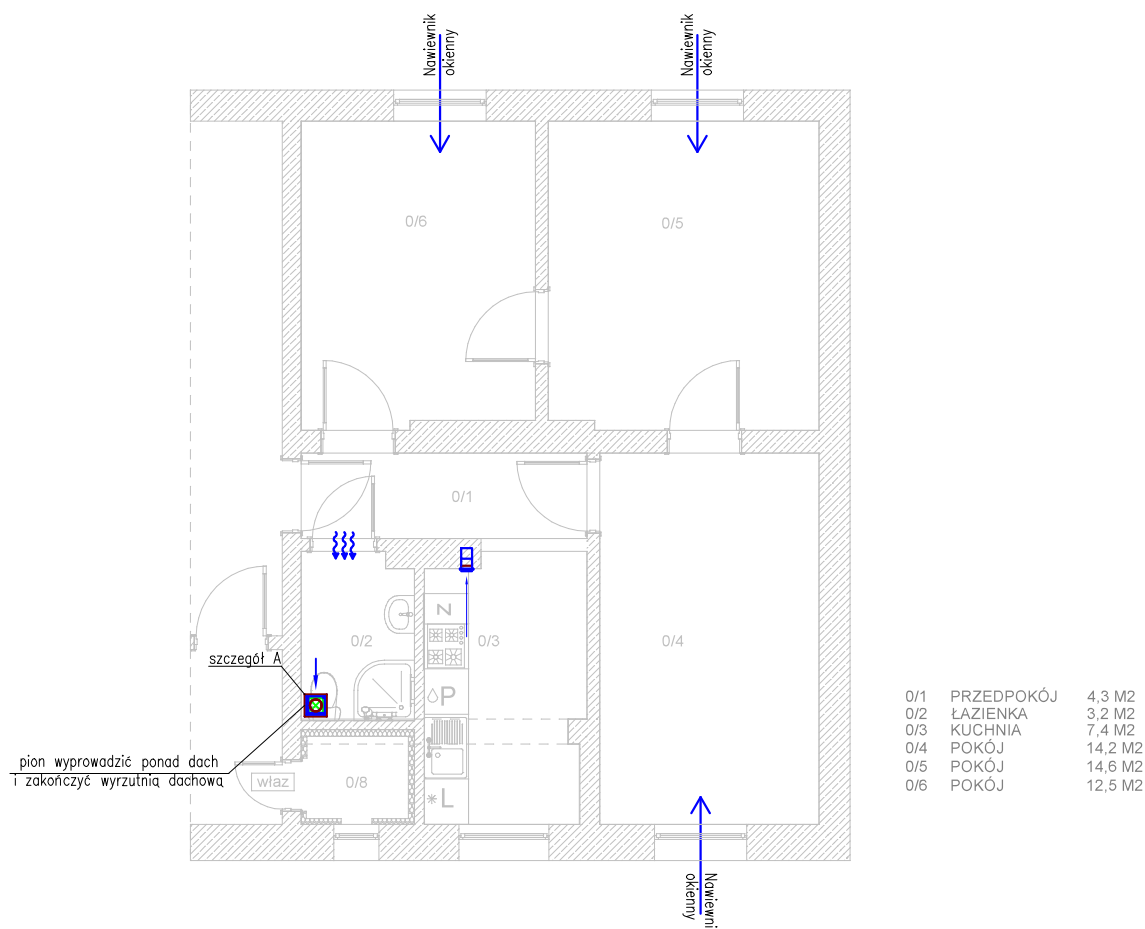 Nawiewnik
okienny
Nawiewnik
okienny
0/6
0/5
0/1
0/2
N
0/3
0/4
szczegół A
P
pion wyprowadzić ponad dach
i zakończyć wyrzutnią dachową
właz
0/8
*L
0/1 PRZEDPOKÓJ 4,3 M2
0/2 ŁAZIENKA 3,2 M2
0/3 KUCHNIA 7,4 M2
0/4 POKÓJ 14,2 M2
0/5 POKÓJ 14,6 M2
0/6 POKÓJ 12,5 M2
Nawiewni
okienny